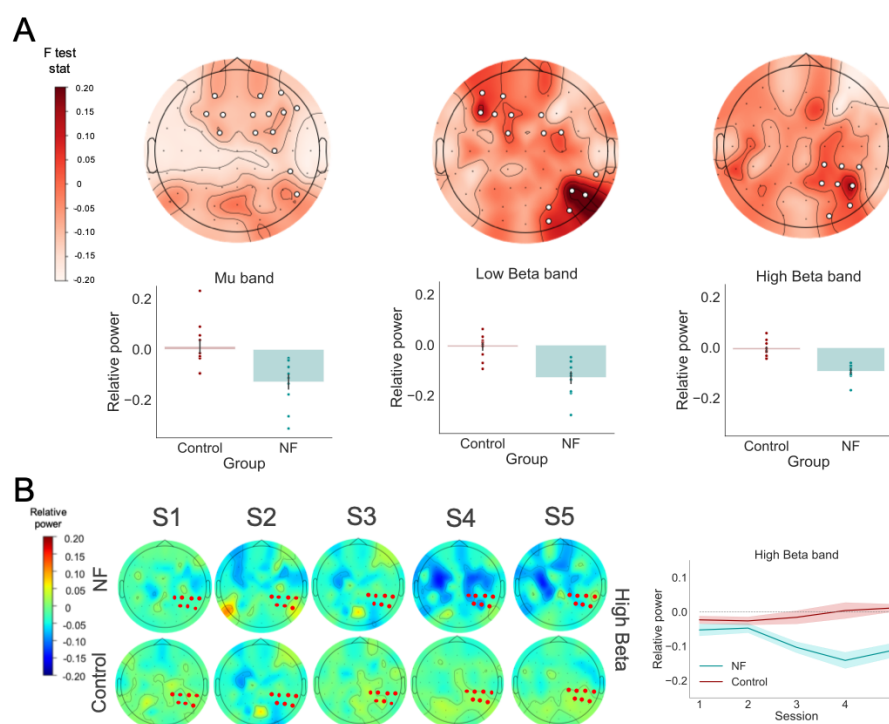 A
F test
stat
0.20
0.15
0.10
0.05
0
-0.05
-0.10
-0.15
-0.20
Mu band
Low Beta band
High Beta band
Relative power
0.2
0.0
−0.2
Control
NF
Group
Relative power
0.2
0.0
−0.2
Control
NF
Group
Relative power
0.2
0.0
−0.2
Control
NF
Group
B
Relative
power
0.20
0.15
0.10
0.05
0
-0.05
-0.10
-0.15
-0.20
S1
S2
S3
S4
S5
NF
Control
High Beta
High Beta band
Relative power
0.1
0.0
−0.1
−0.2
NF
Control
1
2
3
4
Session